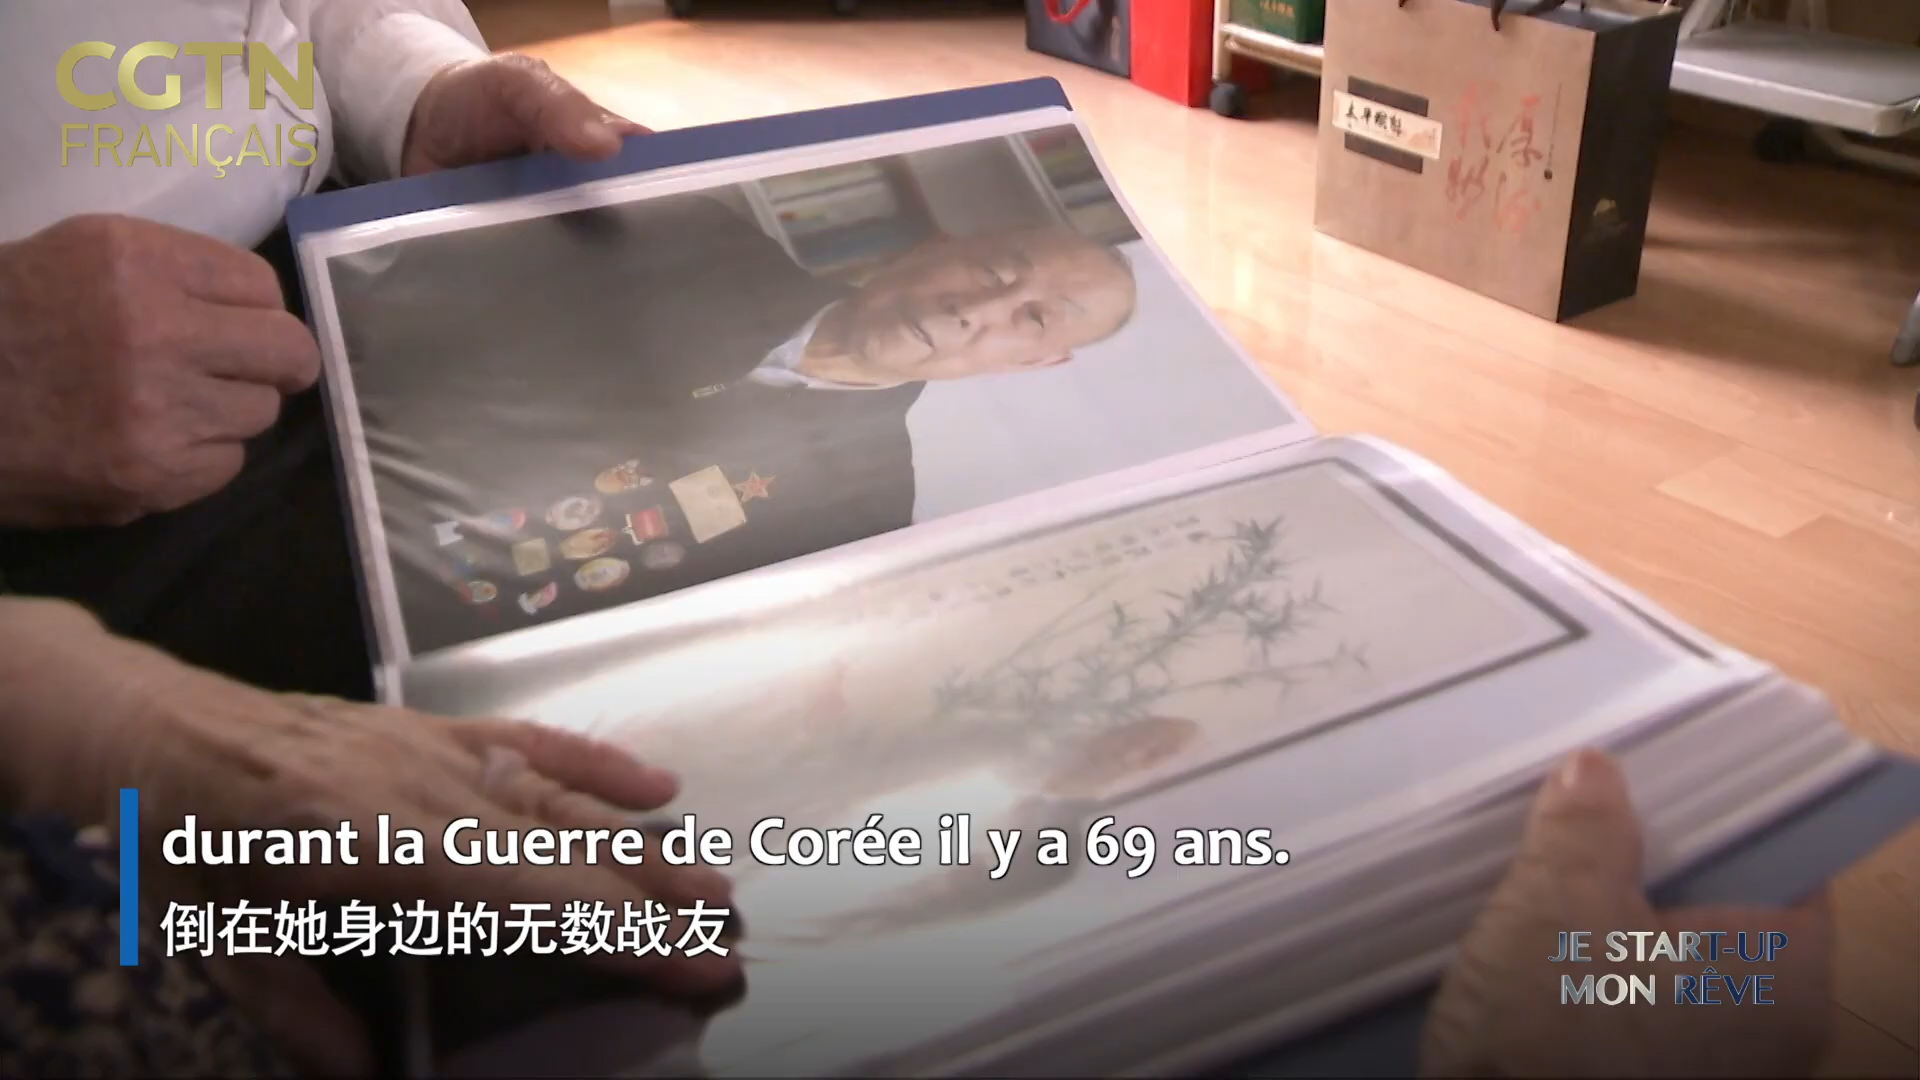 CGTN
FRANÇAIS
durant la Guerre de Corée il y a 69 ans.
倒在她身边的无数战友
JE START-UP
MON RÊVE